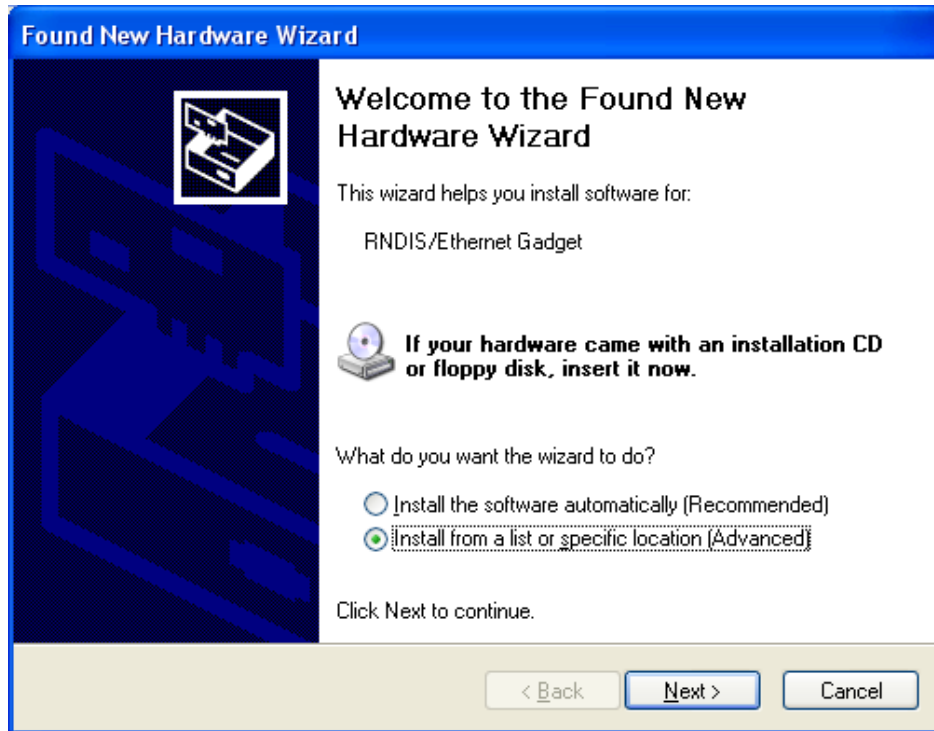 Found New Hardware Wizard
Welcome to the Found New
Hardware Wizard
This wizard helps you install software for:
RNDIS/Ethernet Gadget
If your hardware came with an installation CD
or floppy disk, insert it now.
What do you want the wizard to do?
Install the software automatically (Recommended)
Install from a list or specific location (Advanced)
Click Next to continue.
< Back Next > Cancel